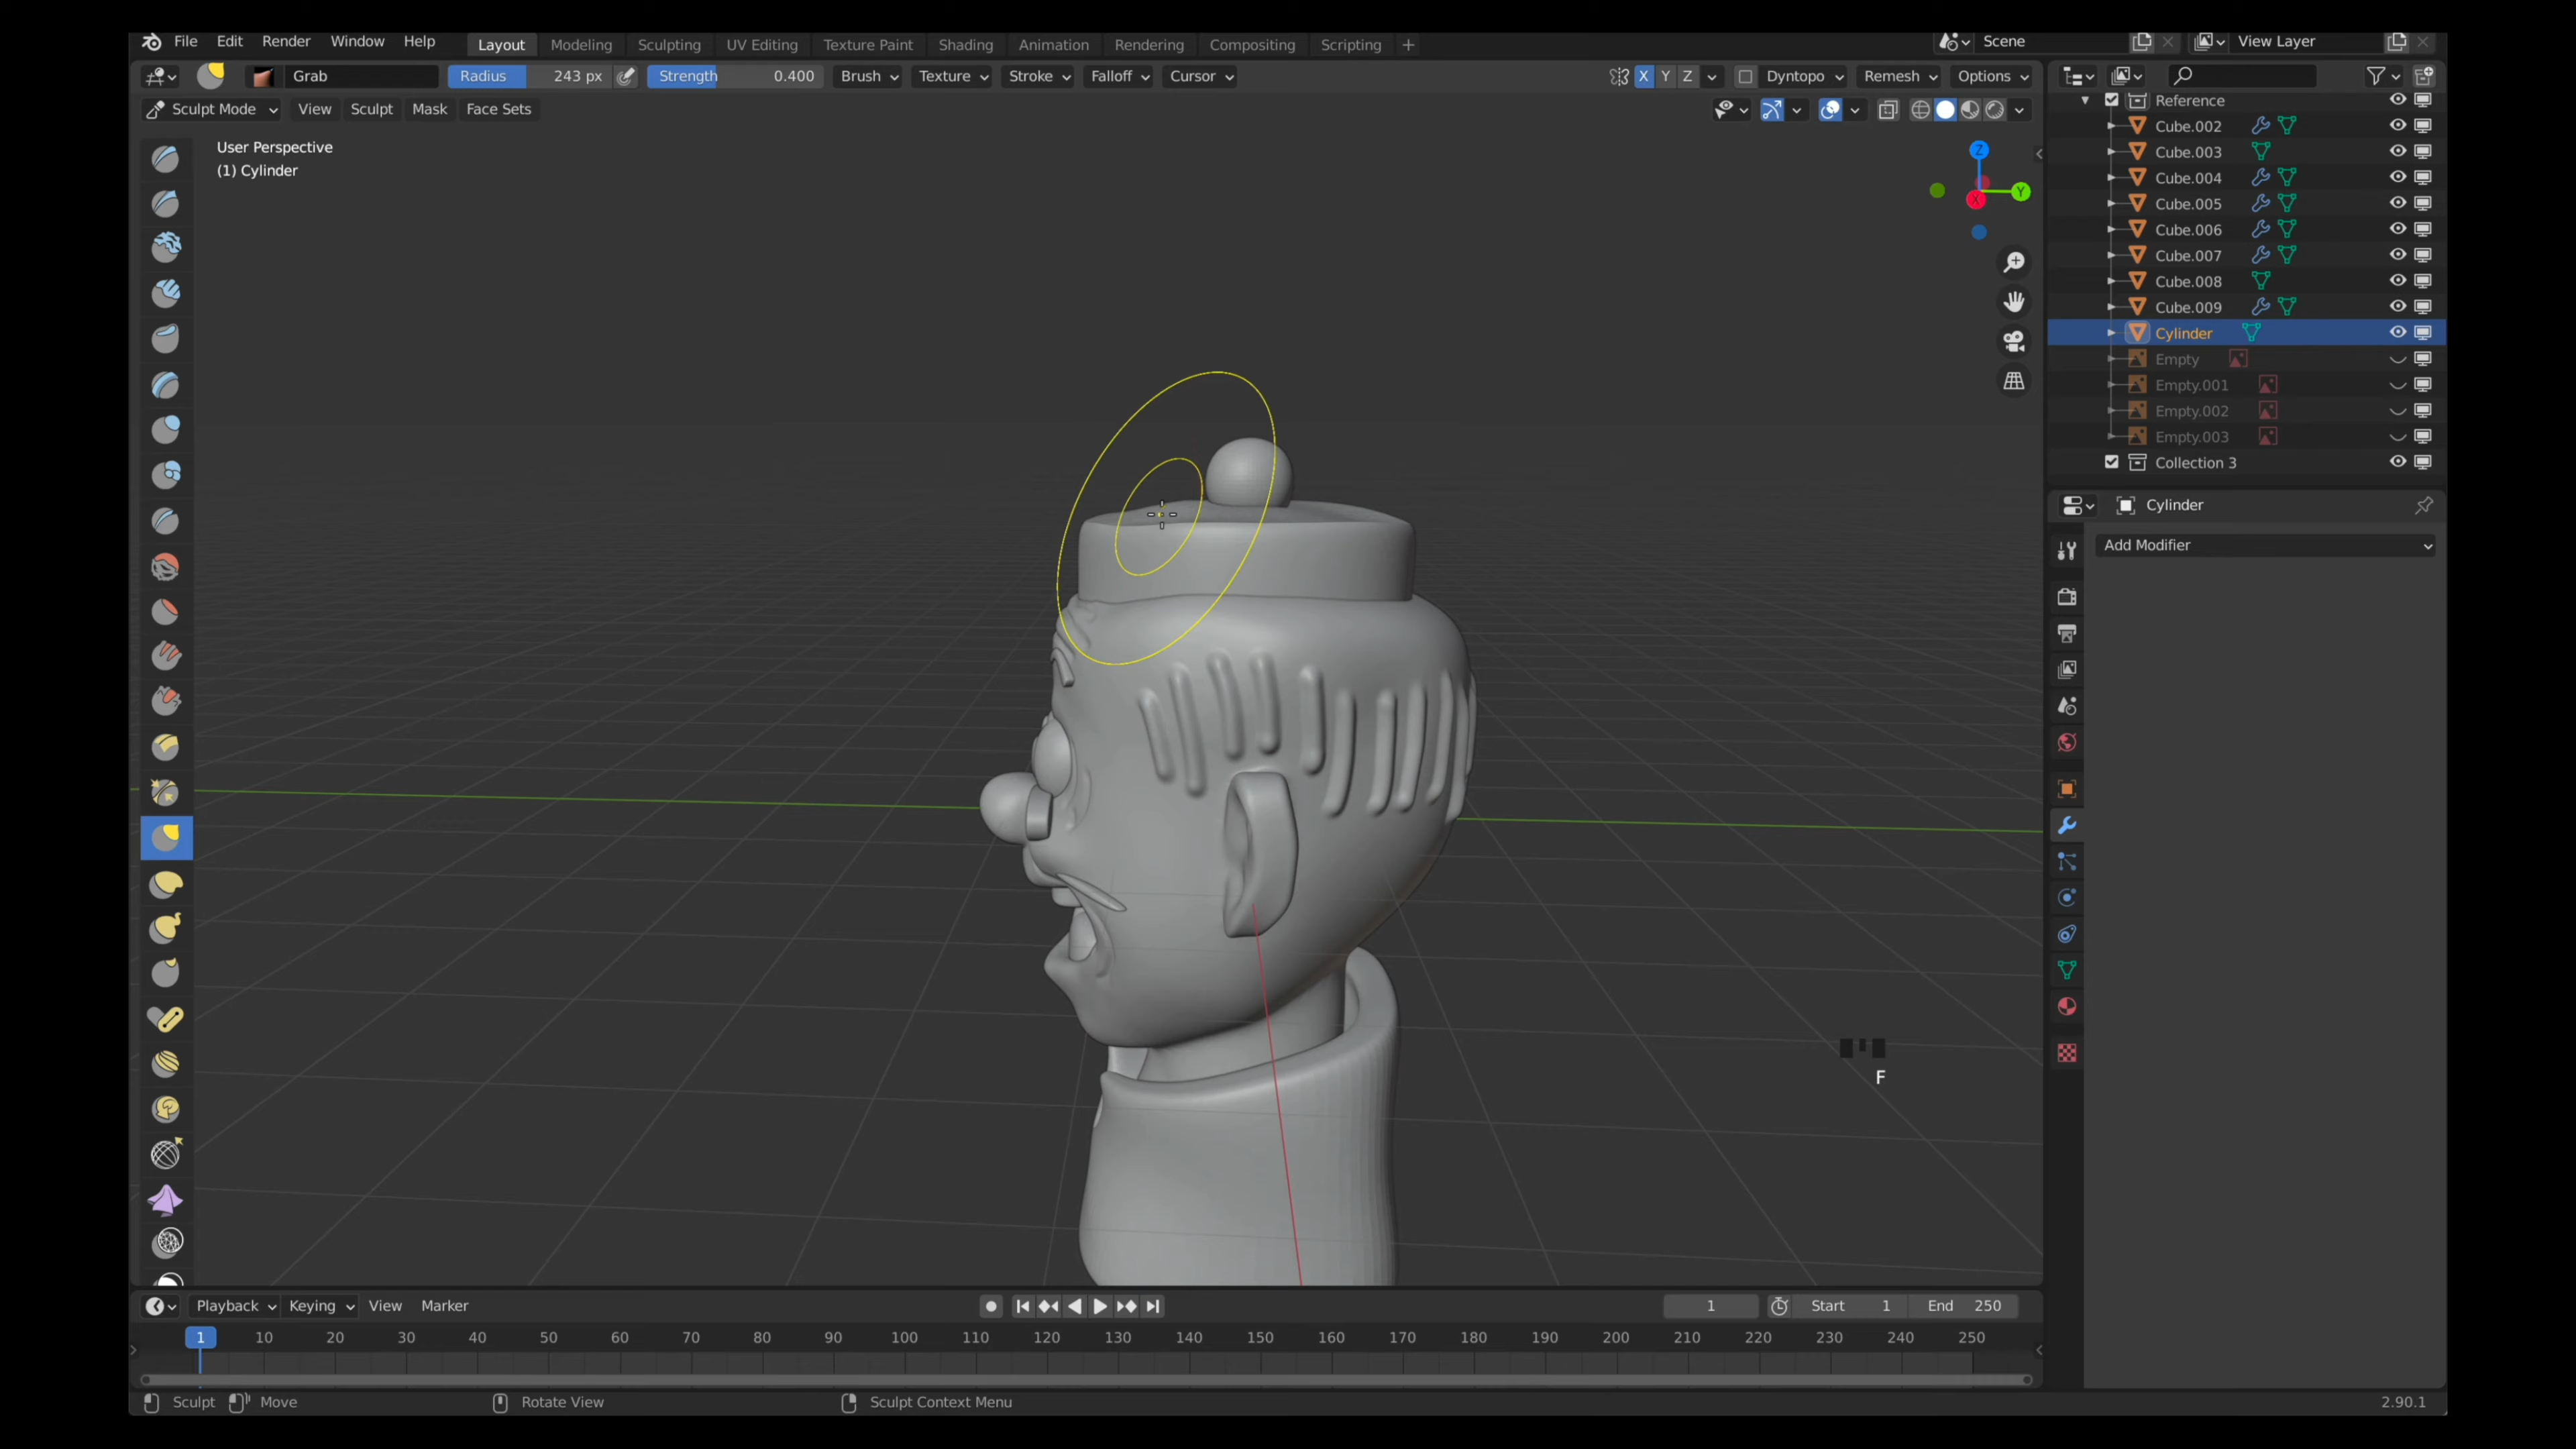 File Edit Render Window Help Layout Modeling Sculpting UV Editing Texture Paint Shading Animation Rendering Compositing Scripting + Scene View Layer
Grab Radius 243 px Strength 0.400 Brush Texture Stroke Falloff Cursor X Y Z Dyntopo Remesh Options
Sculpt Mode View Sculpt Mask Face Sets
User Perspective
(1) Cylinder
Z
Y
X
Reference
Cube.002
Cube.003
Cube.004
Cube.005
Cube.006
Cube.007
Cube.008
Cube.009
Cylinder
Empty
Empty.001
Empty.002
Empty.003
Collection 3
Cylinder
Add Modifier
F
Playback Keying View Marker 1 Start 1 End 250
1 10 20 30 40 50 60 70 80 90 100 110 120 130 140 150 160 170 180 190 200 210 220 230 240 250
Sculpt Move Rotate View Sculpt Context Menu 2.90.1